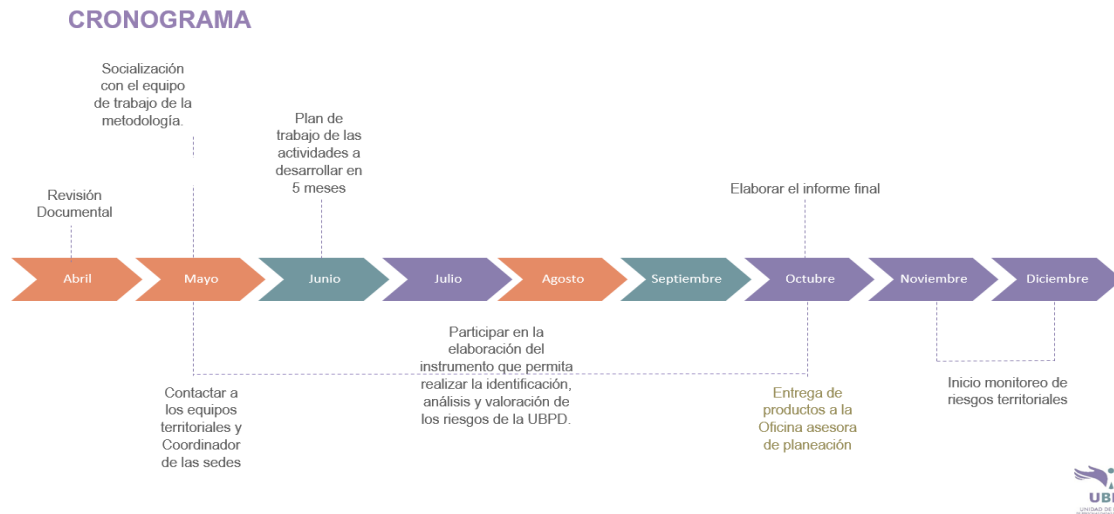 CRONOGRAMA
Socialización
con el equipo
de trabajo de la
metodología.
Plan de
trabajo de las
actividades a
desarrollar en
5 meses
Revisión
Documental
Elaborar el informe final
Abril
Mayo
Junio
Julio
Agosto
Septiembre
Octubre
Noviembre
Diciembre
Contactar a
los equipos
territoriales y
Coordinador
de las sedes
Participar en la
elaboración del
instrumento que permita
realizar la identificación,
análisis y valoración de
los riesgos de la UBPD.
Entrega de
productos a la
Oficina asesora
de planeación
Inicio monitoreo de
riesgos territoriales
UNIDAD DE